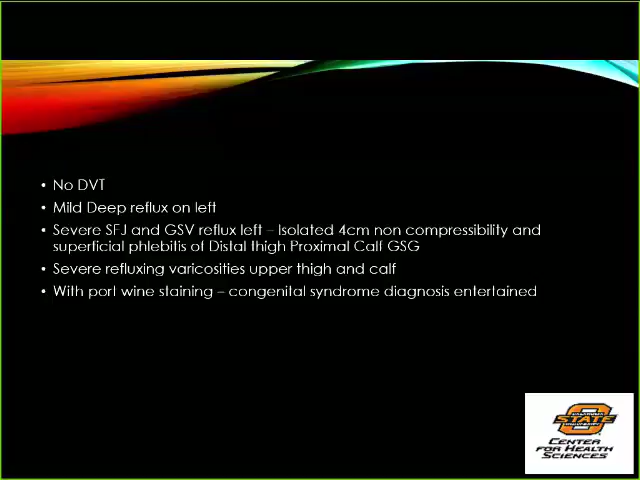 • No DVT
• Mild Deep reflux on left
• Severe SFJ and GSV reflux left – Isolated 4cm non compressibility and
superficial phlebitis of Distal thigh Proximal Calf GSG
• Severe refluxing varicosities upper thigh and calf
• With port wine staining – congenital syndrome diagnosis entertained
OKLAHOMA
STATE
UNIVERSITY
CENTER
FOR HEALTH
SCIENCES